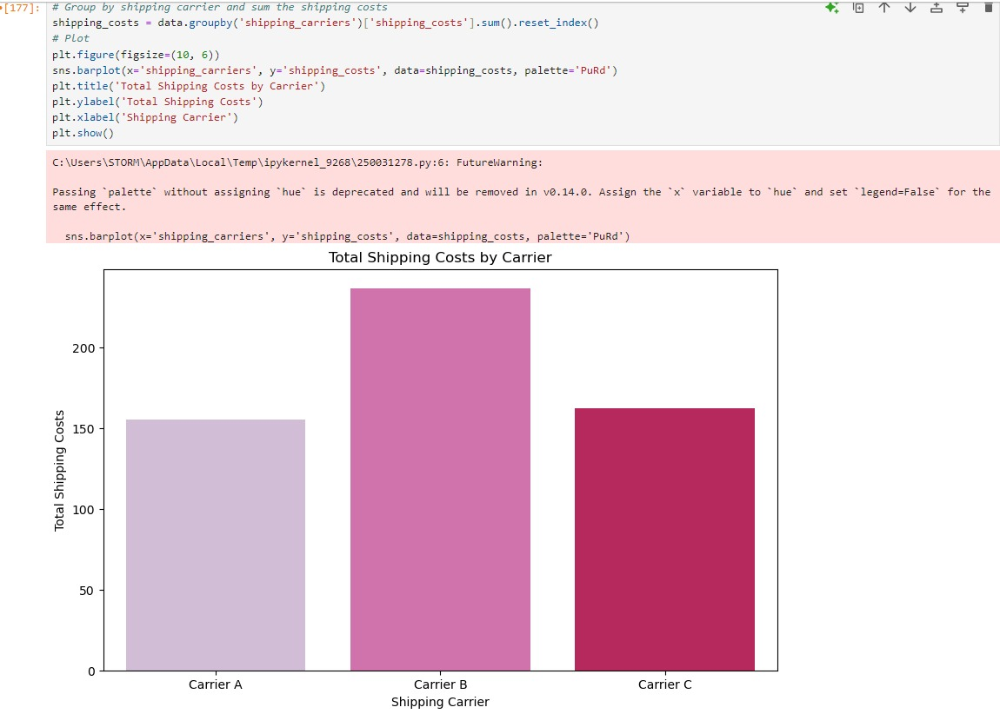 [177]:
# Group by shipping carrier and sum the shipping costs
shipping_costs = data.groupby('shipping_carriers')['shipping_costs'].sum().reset_index()
# Plot
plt.figure(figsize=(10, 6))
sns.barplot(x='shipping_carriers', y='shipping_costs', data=shipping_costs, palette='PuRd')
plt.title('Total Shipping Costs by Carrier')
plt.ylabel('Total Shipping Costs')
plt.xlabel('Shipping Carrier')
plt.show()
C:\Users\STORM\AppData\Local\Temp\ipykernel_9268\250031278.py:6: FutureWarning:
Passing `palette` without assigning `hue` is deprecated and will be removed in v0.14.0. Assign the `x` variable to `hue` and set `legend=False` for the
same effect.
sns.barplot(x='shipping_carriers', y='shipping_costs', data=shipping_costs, palette='PuRd')
Total Shipping Costs by Carrier
Total Shipping Costs
200
150
100
50
0
Carrier A Carrier B Carrier C
Shipping Carrier